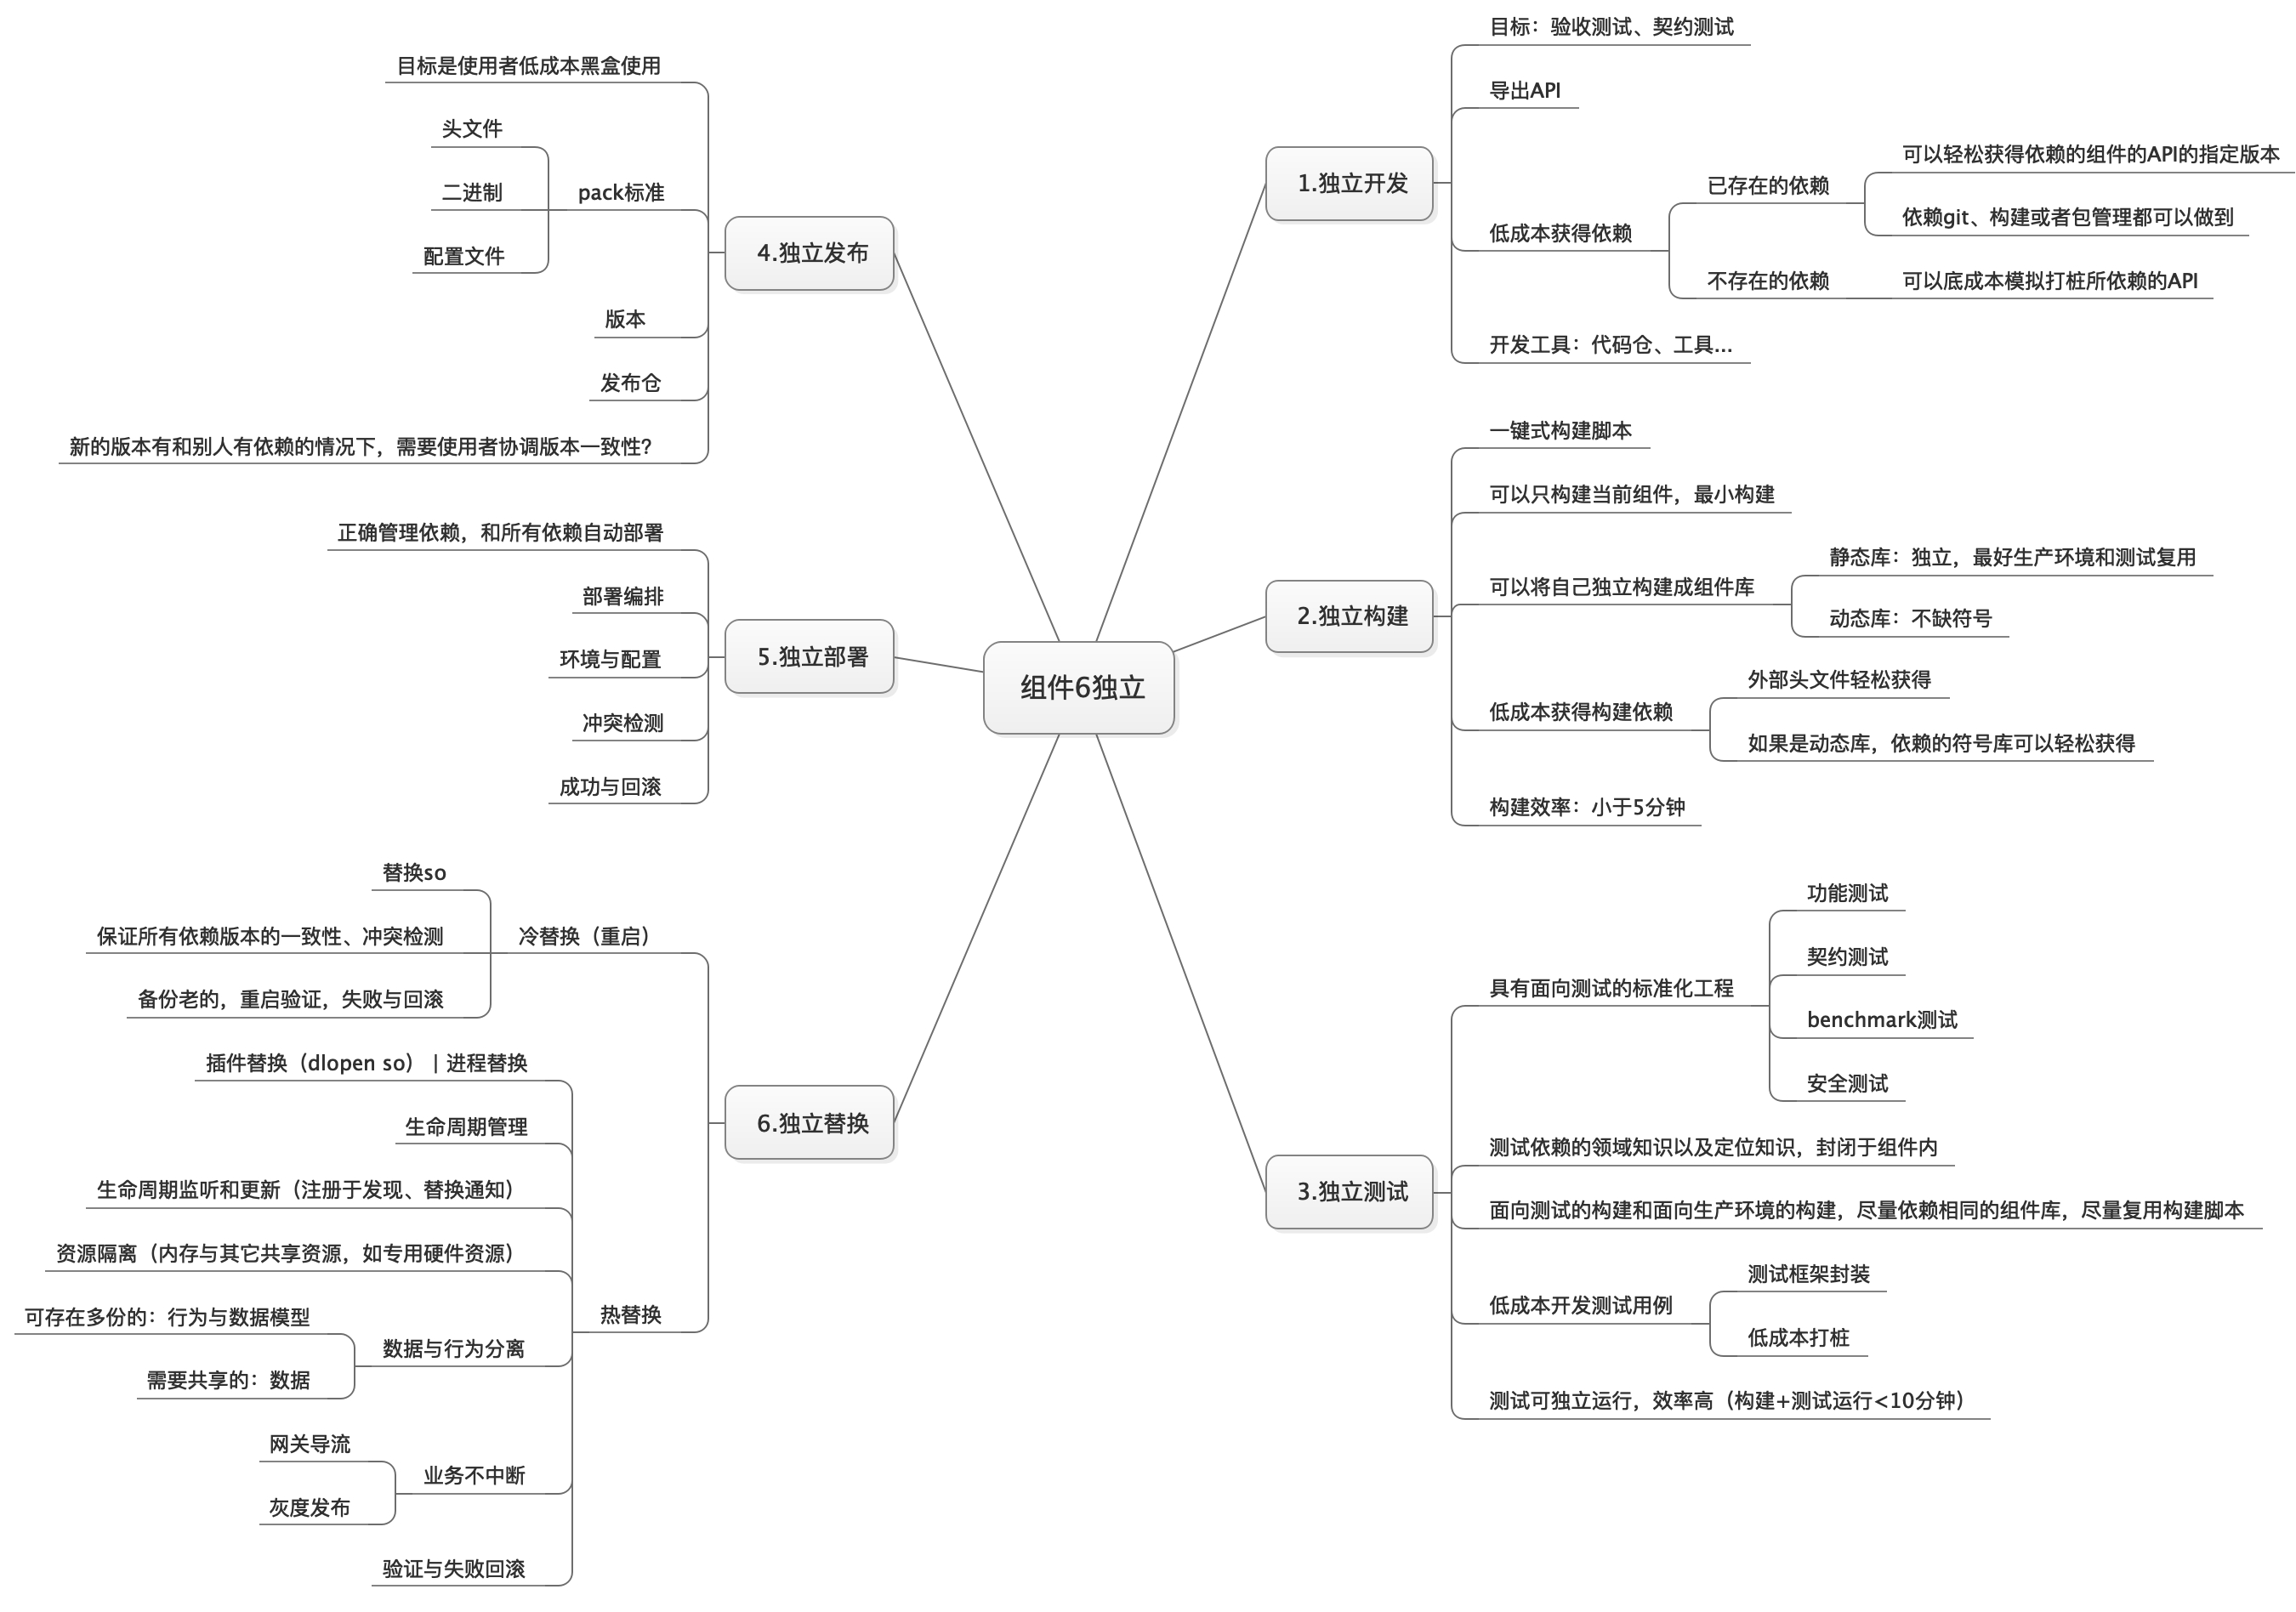 组件6独立
1.独立开发
目标：验收测试、契约测试
导出API
低成本获得依赖
已存在的依赖
可以轻松获得依赖的组件的API的指定版本
依赖git、构建或者包管理都可以做到
不存在的依赖
可以底成本模拟打桩所依赖的API
开发工具：代码仓、工具...
2.独立构建
一键式构建脚本
可以只构建当前组件，最小构建
可以将自己独立构建成组件库
静态库：独立，最好生产环境和测试复用
动态库：不缺符号
低成本获得构建依赖
外部头文件轻松获得
如果是动态库，依赖的符号库可以轻松获得
构建效率：小于5分钟
3.独立测试
具有面向测试的标准化工程
功能测试
契约测试
benchmark测试
安全测试
测试依赖的领域知识以及定位知识，封闭于组件内
面向测试的构建和面向生产环境的构建，尽量依赖相同的组件库，尽量复用构建脚本
低成本开发测试用例
测试框架封装
低成本打桩
测试可独立运行，效率高（构建+测试运行<10分钟）
4.独立发布
目标是使用者低成本黑盒使用
pack标准
头文件
二进制
配置文件
版本
发布仓
新的版本有和别人有依赖的情况下，需要使用者协调版本一致性？
5.独立部署
正确管理依赖，和所有依赖自动部署
部署编排
环境与配置
冲突检测
成功与回滚
6.独立替换
冷替换（重启）
替换so
保证所有依赖版本的一致性、冲突检测
备份老的，重启验证，失败与回滚
热替换
插件替换（dlopen so） | 进程替换
生命周期管理
生命周期监听和更新（注册于发现、替换通知）
资源隔离（内存与其它共享资源，如专用硬件资源）
数据与行为分离
可存在多份的：行为与数据模型
需要共享的：数据
业务不中断
网关导流
灰度发布
验证与失败回滚